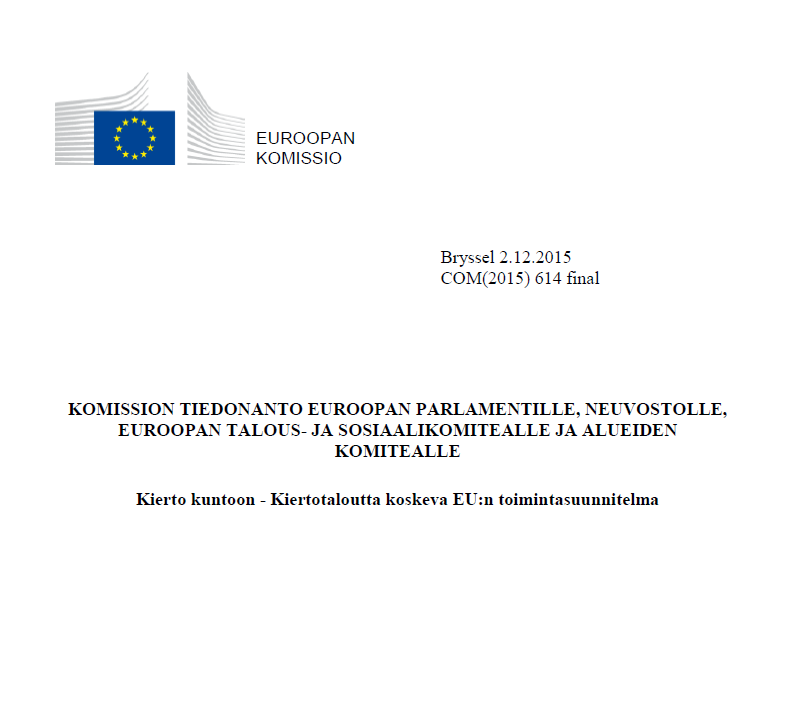 EUROOPAN
KOMISSIO
Bryssel 2.12.2015
COM(2015) 614 final
KOMISSION TIEDONANTO EUROOPAN PARLAMENTILLE, NEUVOSTOLLE,
EUROOPAN TALOUS- JA SOSIAALIKOMITEALLE JA ALUEIDEN
KOMITEALLE
Kierto kuntoon - Kiertotaloutta koskeva EU:n toimintasuunnitelma